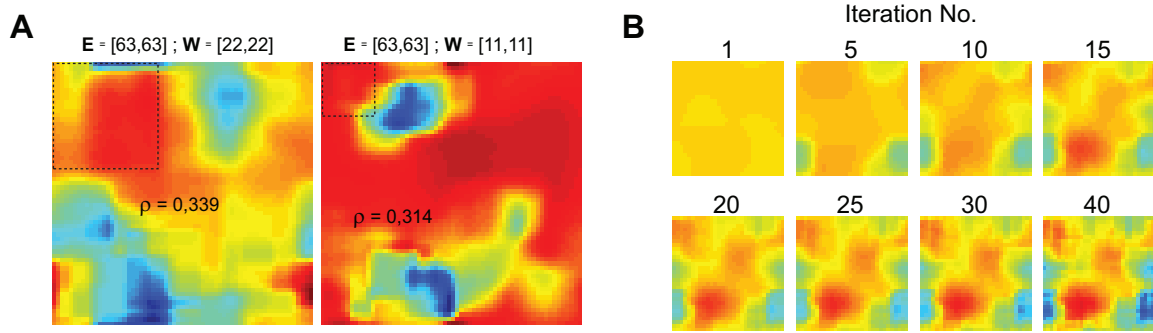 A
E = [63,63] ; W = [22,22]
E = [63,63] ; W = [11,11]
ρ = 0,339
ρ = 0,314
B
Iteration No.
1 5 10 15
20 25 30 40